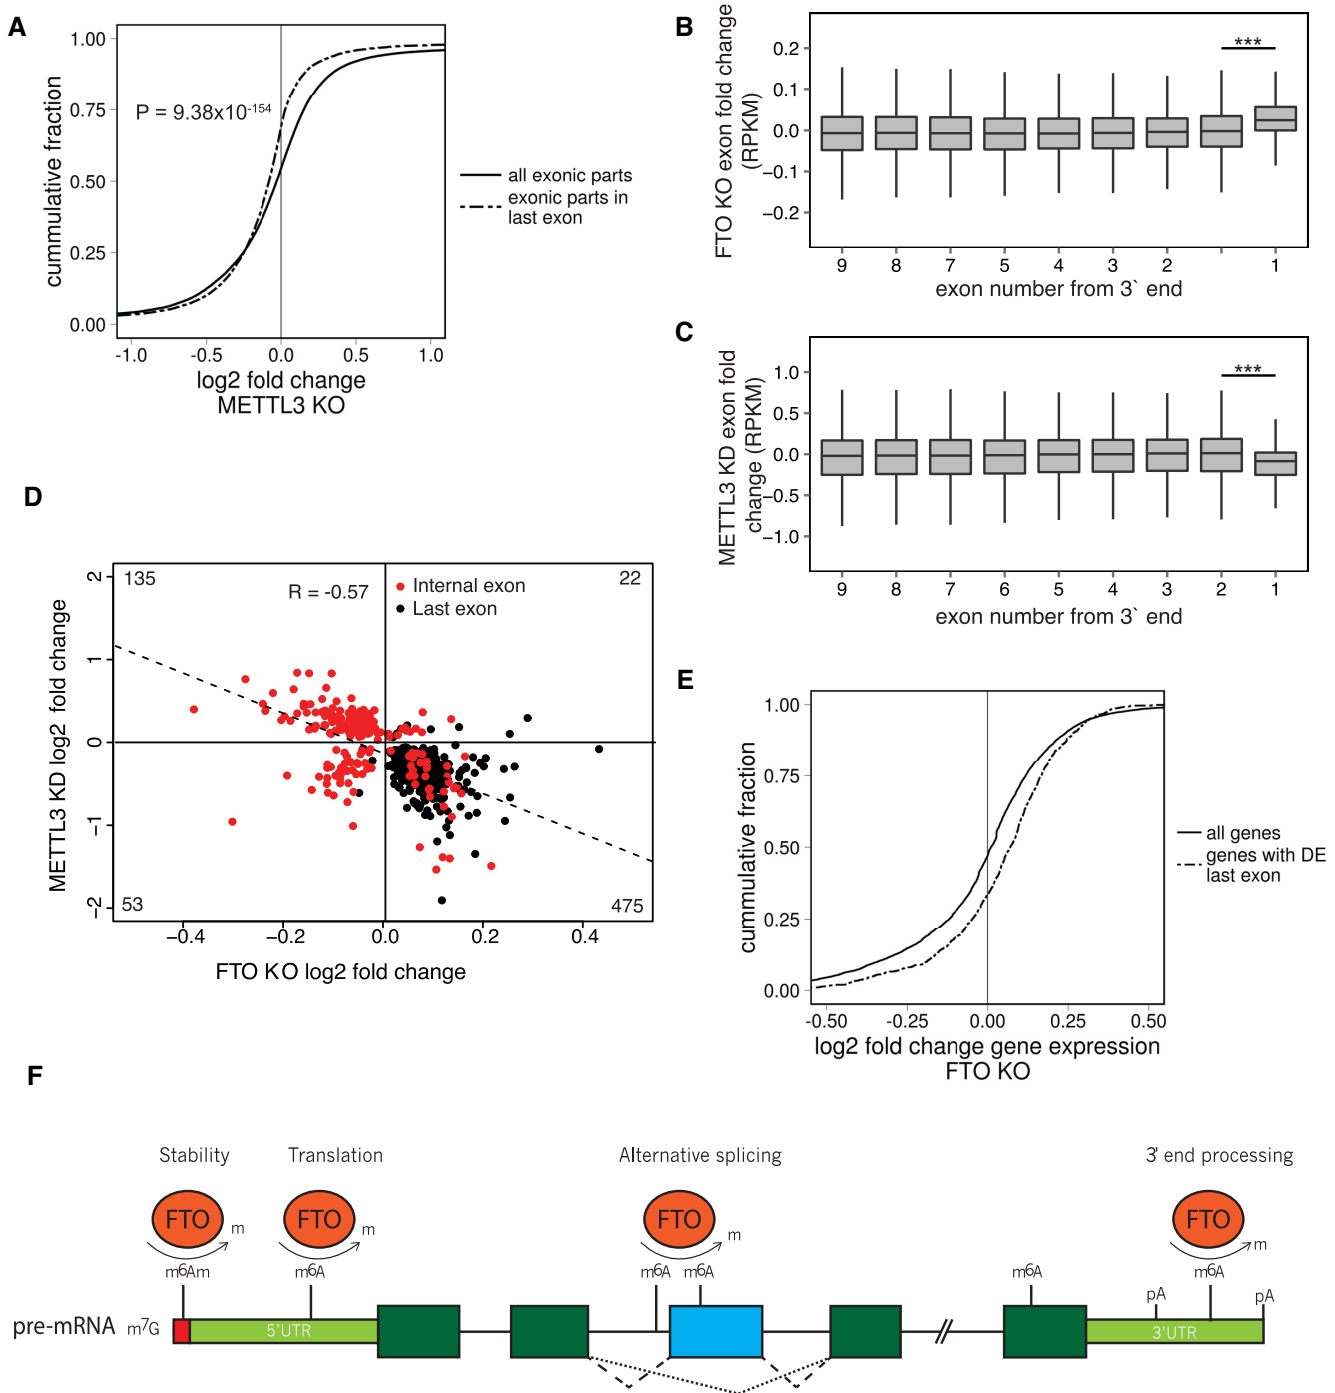 A
1.00
0.75
0.50
0.25
0.00
cummulative fraction
P = 9.38x10-154
-1.0
-0.5
0.0
0.5
1.0
log2 fold change
METTL3 KO
all exonic parts
exonic parts in
last exon
B
FTO KO exon fold change
(RPKM)
0.2
0.1
0.0
−0.1
−0.2
***
9
8
7
5
4
3
2
1
exon number from 3` end
C
METTL3 KD exon fold
change (RPKM)
1.0
0.5
0.0
−0.5
−1.0
***
9
8
7
6
5
4
3
2
1
exon number from 3` end
D
METTL3 KD log2 fold change
2
1
0
−1
−2
135
R = -0.57
Internal exon
Last exon
22
53
475
−0.4
−0.2
0.0
0.2
0.4
FTO KO log2 fold change
E
cummulative fraction
1.00
0.75
0.50
0.25
0.00
all genes
genes with DE
last exon
-0.50
-0.25
0.00
0.25
0.50
log2 fold change gene expression
FTO KO
F
Stability
Translation
Alternative splicing
3' end processing
FTO
m
FTO
m
FTO
m
FTO
m
m6Am
m6A
m6A
m6A
m6A
m6A
pA
pA
pre-mRNA
m7G
5'UTR
3'UTR